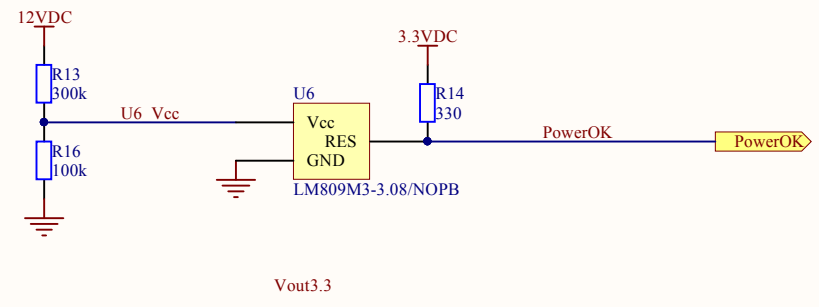 12VDC
3.3VDC
R13
300k
U6
R14
330
U6_Vcc
Vcc
RES
GND
PowerOK
PowerOK
R16
100k
LM809M3-3.08/NOPB
Vout3.3